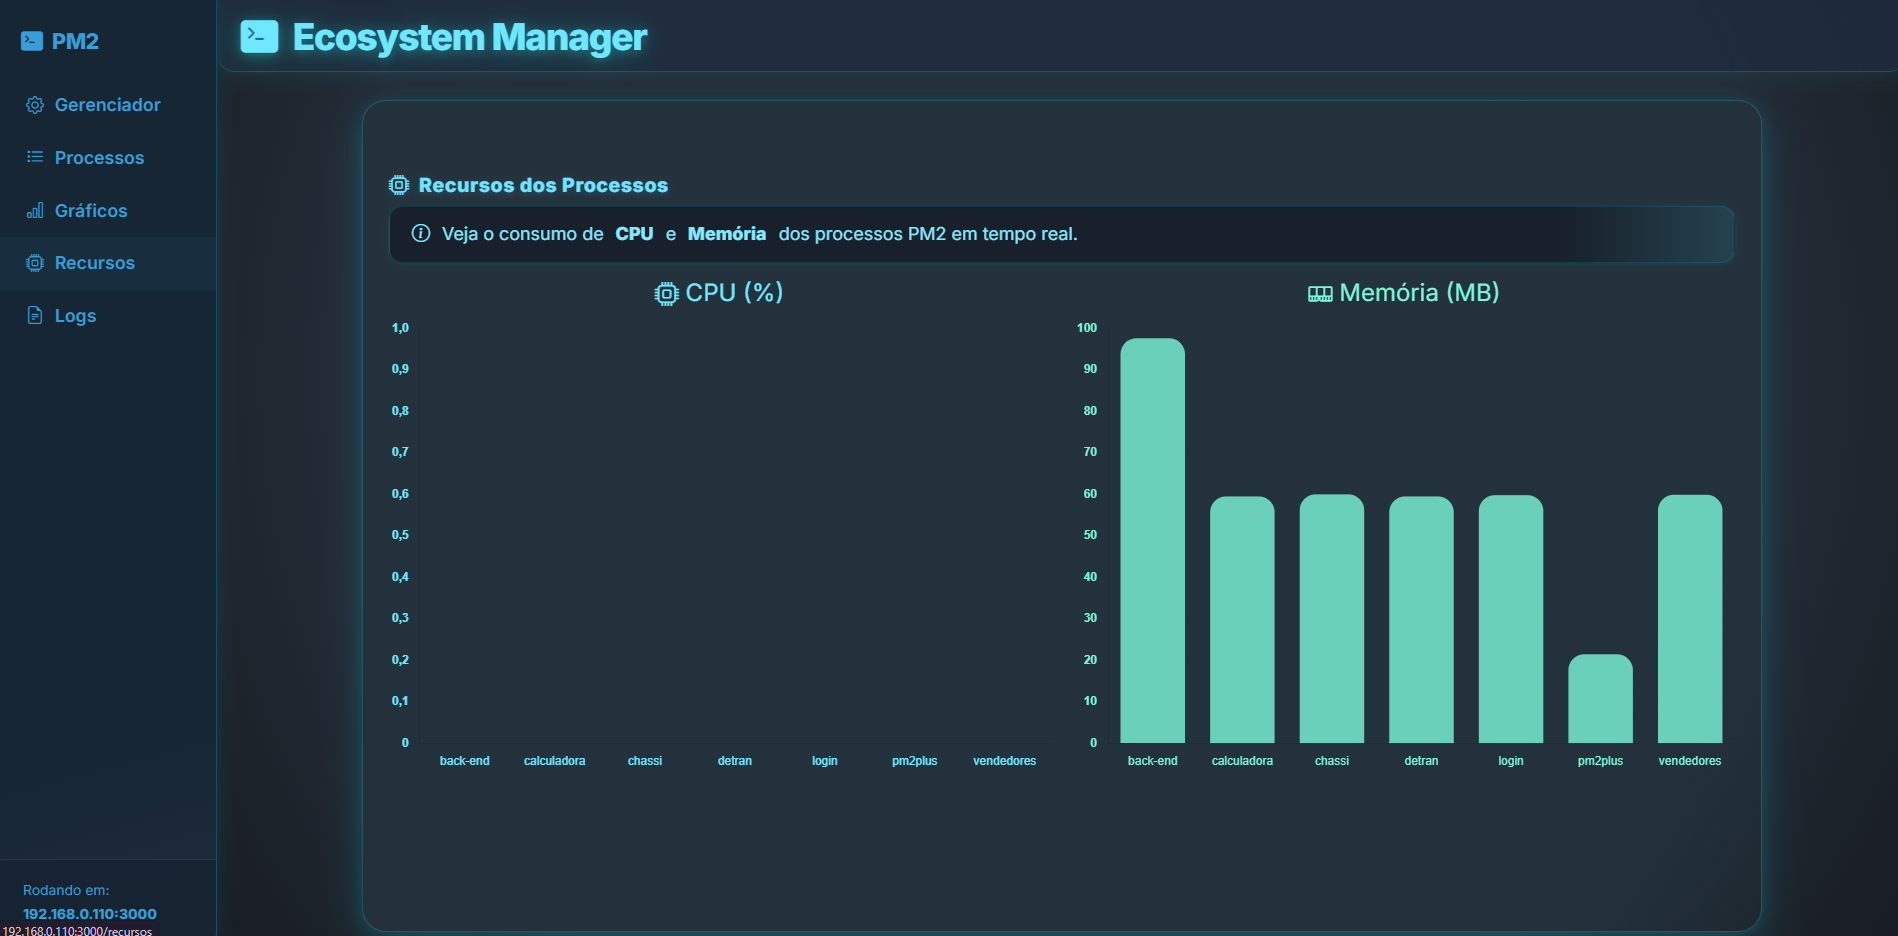 PM2
Ecosystem Manager
Gerenciador
Processos
Gráficos
Recursos
Logs
Recursos dos Processos
Veja o consumo de CPU e Memória dos processos PM2 em tempo real.
CPU (%)
1,0
0,9
0,8
0,7
0,6
0,5
0,4
0,3
0,2
0,1
0
back-end calculadora chassi detran login pm2plus vendedores
Memória (MB)
100
90
80
70
60
50
40
30
20
10
0
back-end calculadora chassi detran login pm2plus vendedores
Rodando em:
192.168.0.110:3000
192.168.0.110:3000/recursos